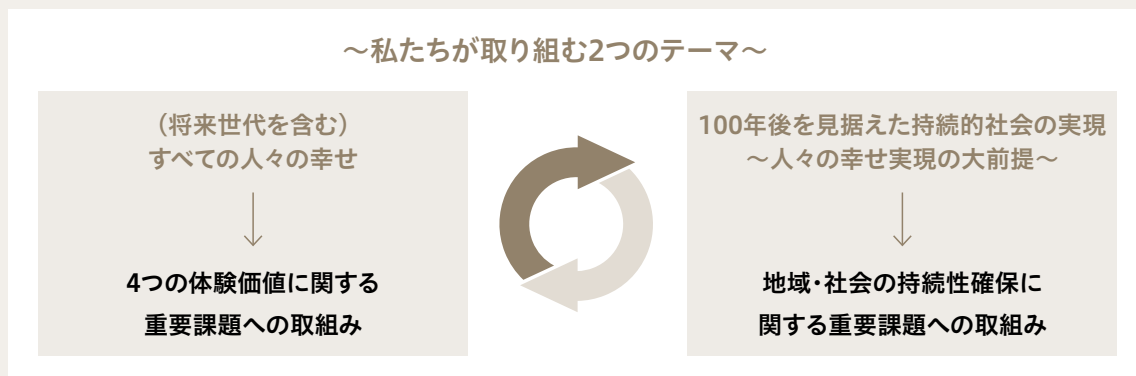 ～私たちが取り組む2つのテーマ～
（将来世代を含む）
すべての人々の幸せ
4つの体験価値に関する
重要課題への取組み
100年後を見据えた持続的社会の実現
～人々の幸せ実現の大前提～
地域・社会の持続性確保に
関する重要課題への取組み